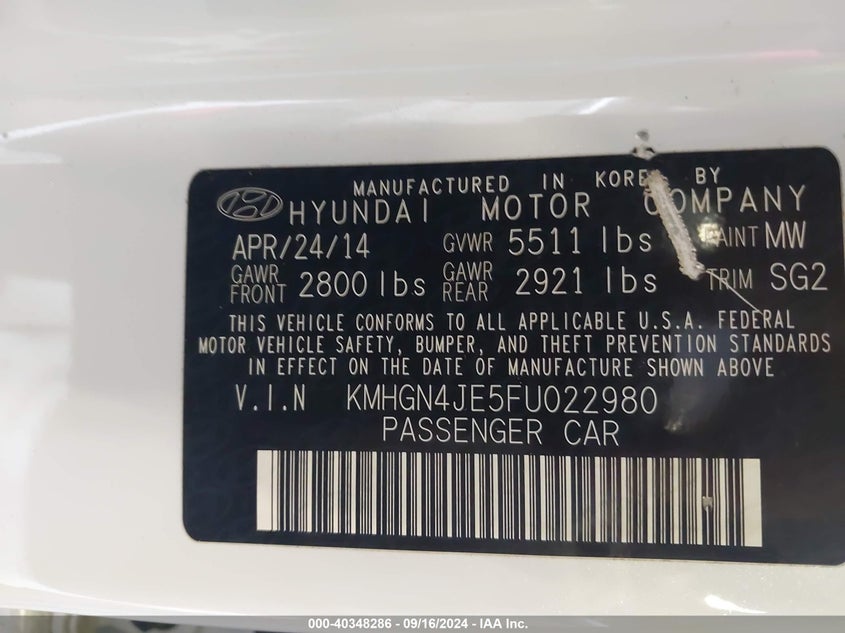 MANUFACTURED IN KOREA BY
HYUNDAI MOTOR COMPANY
APR/24/14 GVWR 5511 lbs PAINT MW
GAWR FRONT 2800 lbs GAWR REAR 2921 lbs TRIM SG2
THIS VEHICLE CONFORMS TO ALL APPLICABLE U.S.A. FEDERAL
MOTOR VEHICLE SAFETY, BUMPER, AND THEFT PREVENTION STANDARDS
IN EFFECT ON THE DATE OF MANUFACTURE SHOWN ABOVE
V.I.N KMHGN4JE5FU022980
PASSENGER CAR
000-40348286 - 09/16/2024 - IAA Inc.